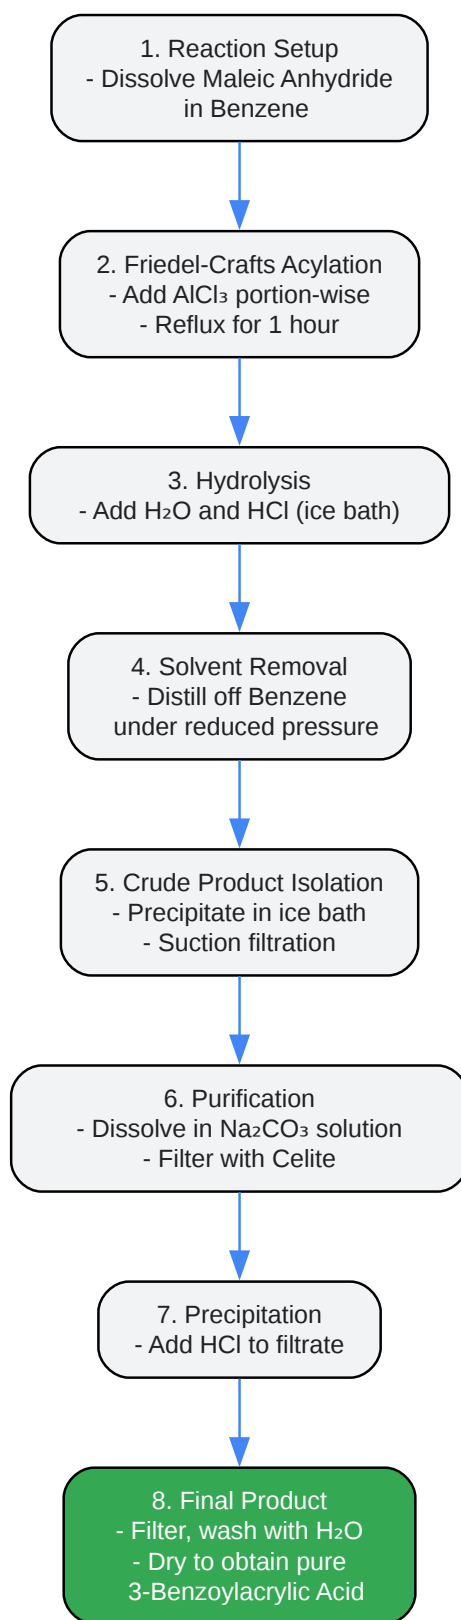 1. Reaction Setup
- Dissolve Maleic Anhydride
in Benzene
2. Friedel-Crafts Acylation
- Add AlCl₃ portion-wise
- Reflux for 1 hour
3. Hydrolysis
- Add H₂O and HCl (ice bath)
4. Solvent Removal
- Distill off Benzene
under reduced pressure
5. Crude Product Isolation
- Precipitate in ice bath
- Suction filtration
6. Purification
- Dissolve in Na₂CO₃ solution
- Filter with Celite
7. Precipitation
- Add HCl to filtrate
8. Final Product
- Filter, wash with H₂O
- Dry to obtain pure
3-Benzoylacrylic Acid